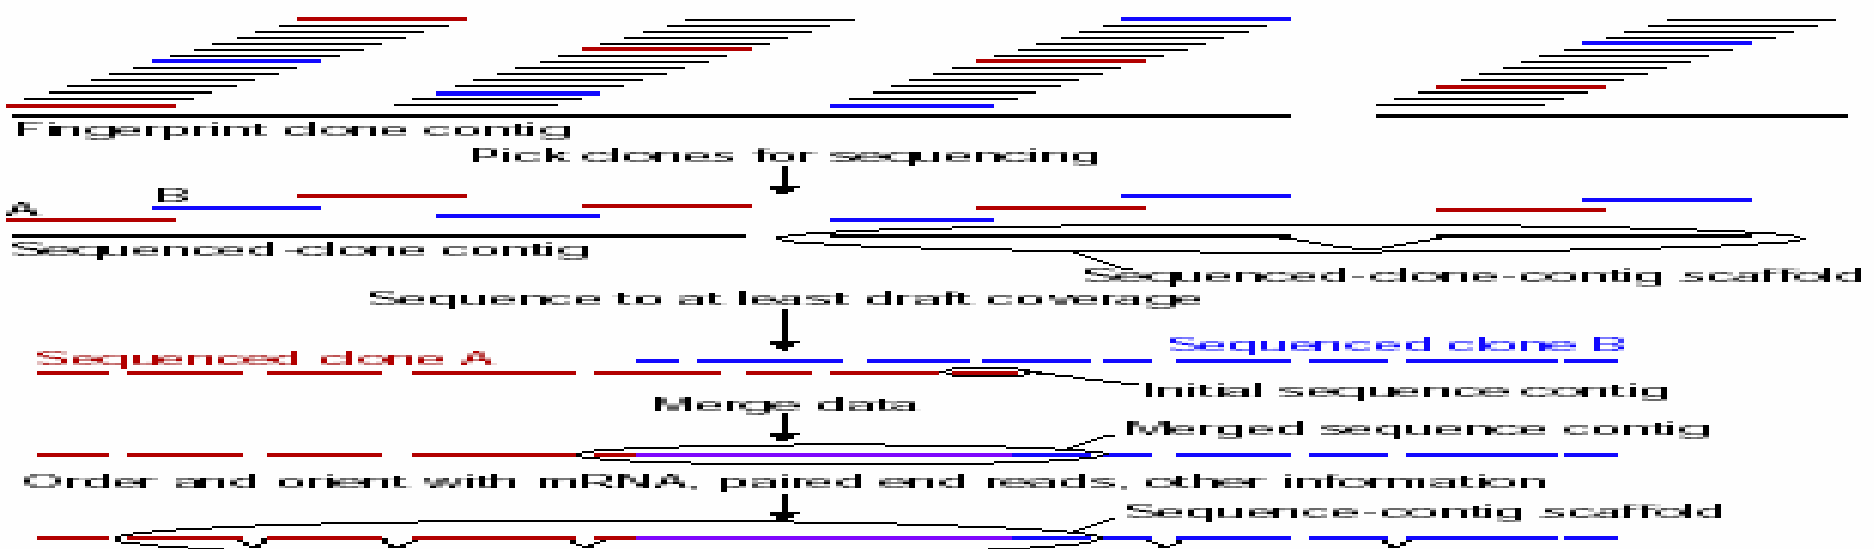 Fingerprint clone contig
Pick clones for sequencing
A
B
Sequenced-clone contig
Sequenced-clone-contig scaffold
Sequence to at least draft coverage
Sequenced clone A
Sequenced clone B
Initial sequence contig
Merge data
Merged sequence contig
Order and orient with mRNA, paired end reads, other information
Sequence-contig scaffold